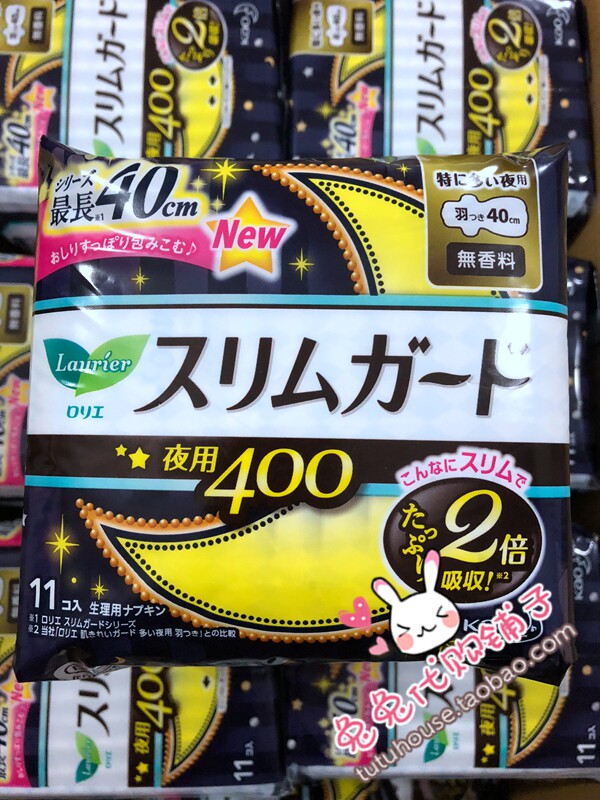 シリーズ
最長※1 40cm
おしりすっぽり包みこむ♪
New
特に多い夜用
羽つき40cm
無香料
Laurier
ロリエ
スリムガード
夜用400
こんなにスリムで
たっぷり
2倍
吸収!※2
11コ入 生理用ナプキン
※1 ロリエ スリムガードシリーズ
※2 当社「ロリエ 肌きれいガード 多い夜用 羽つき」との比較
兔兔代购铺子
tutuhouse.taobao.com